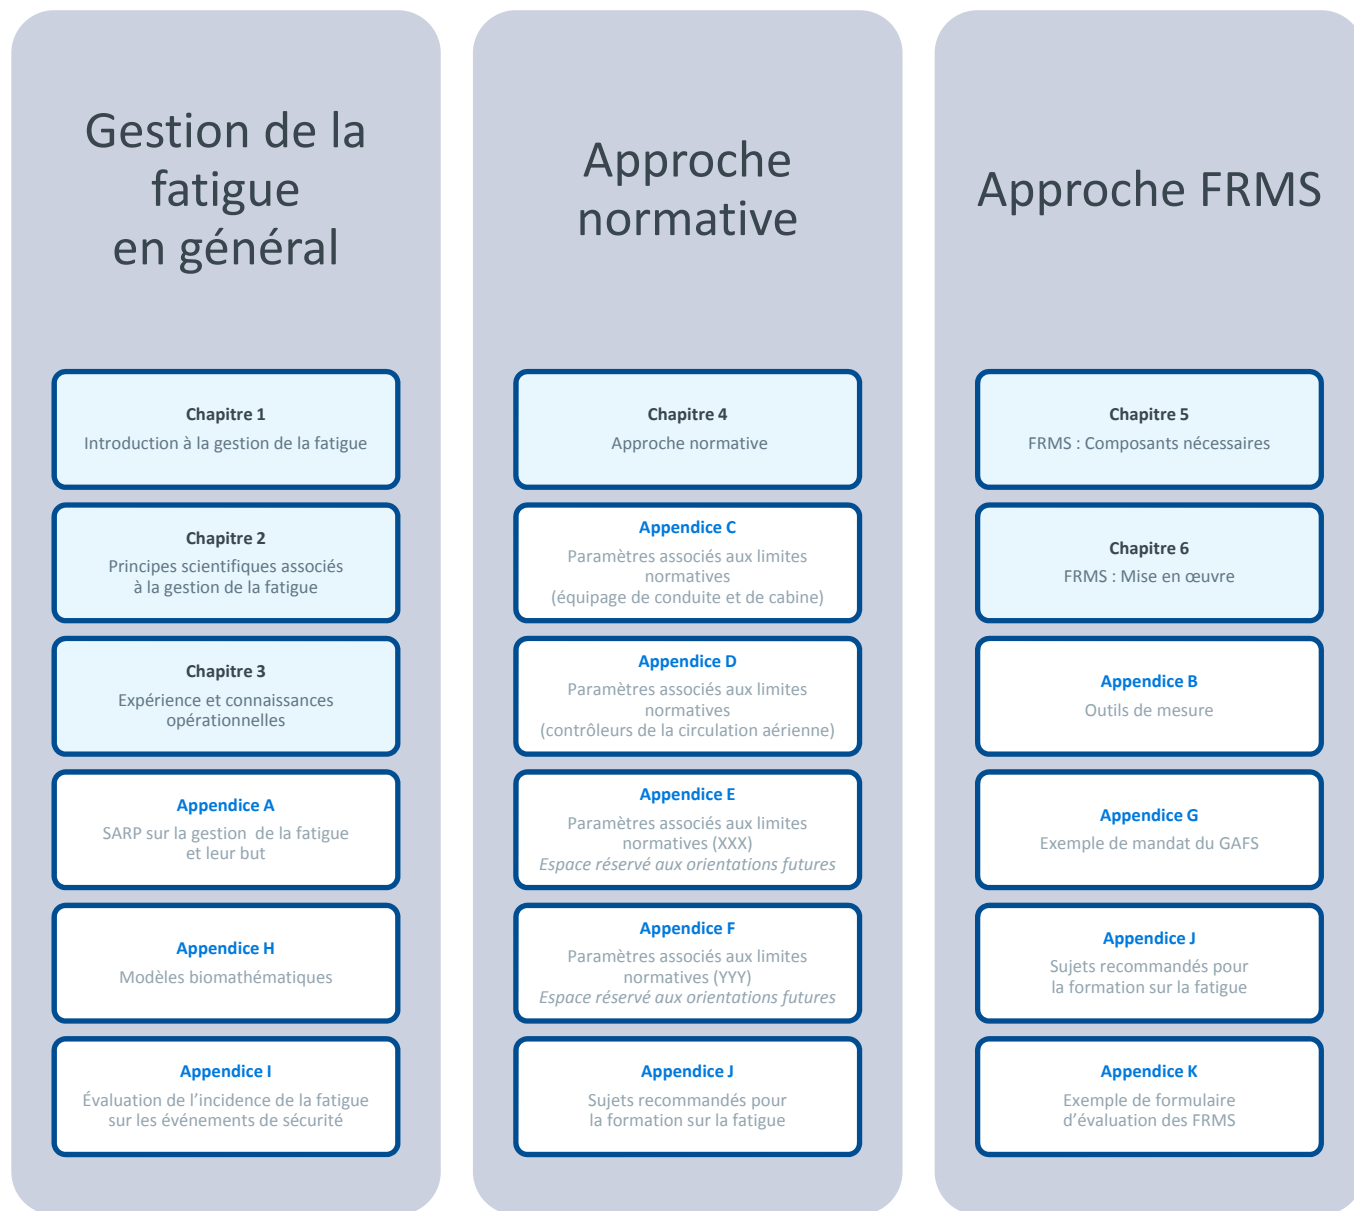 Gestion de la
fatigue
en général
Chapitre 1
Introduction à la gestion de la fatigue
Chapitre 2
Principes scientifiques associés
à la gestion de la fatigue
Chapitre 3
Expérience et connaissances
opérationnelles
Appendice A
SARP sur la gestion de la fatigue
et leur but
Appendice H
Modèles biomathématiques
Appendice I
Évaluation de l’incidence de la fatigue
sur les événements de sécurité
Approche
normative
Chapitre 4
Approche normative
Appendice C
Paramètres associés aux limites
normatives
(équipage de conduite et de cabine)
Appendice D
Paramètres associés aux limites
normatives
(contrôleurs de la circulation aérienne)
Appendice E
Paramètres associés aux limites
normatives (XXX)
Espace réservé aux orientations futures
Appendice F
Paramètres associés aux limites
normatives (YYY)
Espace réservé aux orientations futures
Appendice J
Sujets recommandés pour
la formation sur la fatigue
Approche FRMS
Chapitre 5
FRMS : Composants nécessaires
Chapitre 6
FRMS : Mise en œuvre
Appendice B
Outils de mesure
Appendice G
Exemple de mandat du GAFS
Appendice J
Sujets recommandés pour
la formation sur la fatigue
Appendice K
Exemple de formulaire
d’évaluation des FRMS